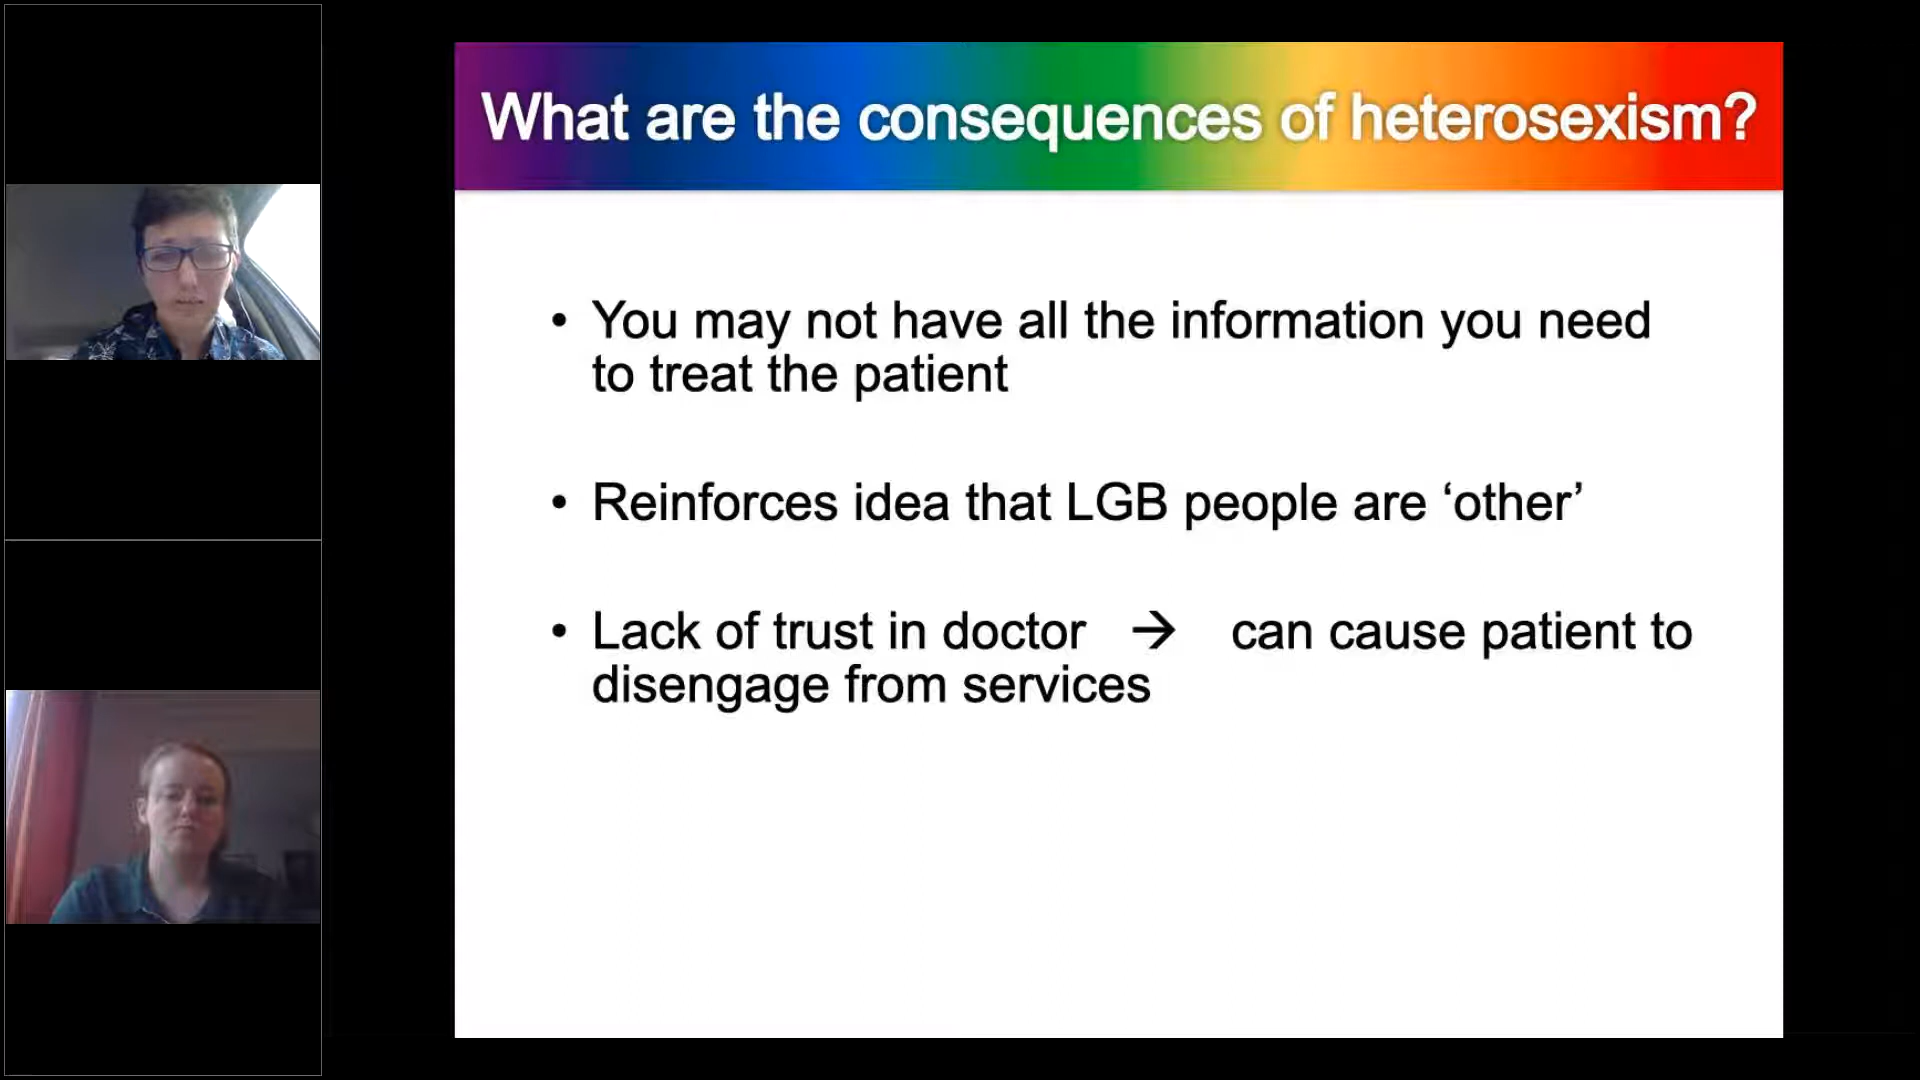 What are the consequences of heterosexism?
• You may not have all the information you need
to treat the patient
• Reinforces idea that LGB people are ‘other’
• Lack of trust in doctor → can cause patient to
disengage from services